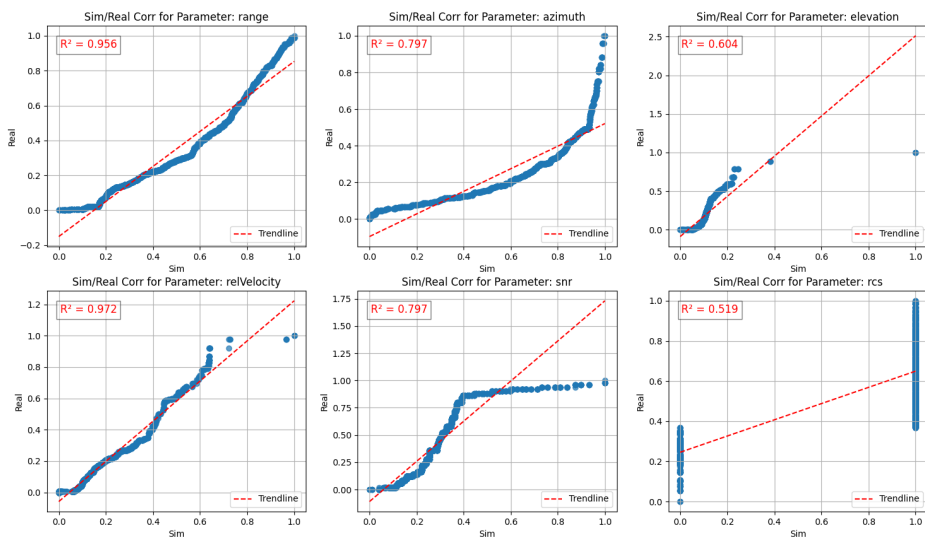 Sim/Real Corr for Parameter: range
R² = 0.956
1.0
0.8
0.6
0.4
0.2
0.0
−0.2
Real
0.0 0.2 0.4 0.6 0.8 1.0
Sim
Trendline
Sim/Real Corr for Parameter: azimuth
R² = 0.797
1.0
0.8
0.6
0.4
0.2
0.0
Real
0.0 0.2 0.4 0.6 0.8 1.0
Sim
Trendline
Sim/Real Corr for Parameter: elevation
R² = 0.604
2.5
2.0
1.5
1.0
0.5
0.0
Real
0.0 0.2 0.4 0.6 0.8 1.0
Sim
Trendline
Sim/Real Corr for Parameter: relVelocity
R² = 0.972
1.2
1.0
0.8
0.6
0.4
0.2
0.0
Real
0.0 0.2 0.4 0.6 0.8 1.0
Sim
Trendline
Sim/Real Corr for Parameter: snr
R² = 0.797
1.75
1.50
1.25
1.00
0.75
0.50
0.25
0.00
Real
0.0 0.2 0.4 0.6 0.8 1.0
Sim
Trendline
Sim/Real Corr for Parameter: rcs
R² = 0.519
1.0
0.8
0.6
0.4
0.2
0.0
Real
0.0 0.2 0.4 0.6 0.8 1.0
Sim
Trendline